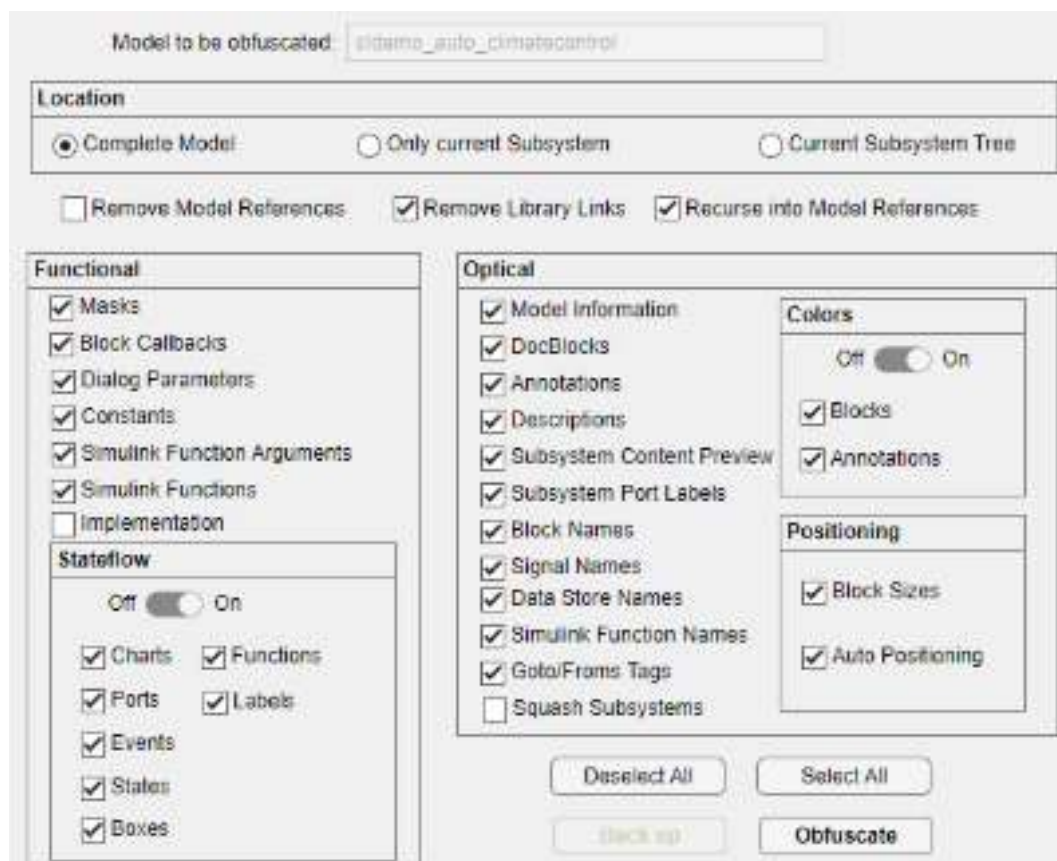 Model to be obfuscated: sldemo_auto_climatecontrol
Location
Complete Model Only current Subsystem Current Subsystem Tree
Remove Model References Remove Library Links Recurse into Model References
Functional
Masks
Block Callbacks
Dialog Parameters
Constants
Simulink Function Arguments
Simulink Functions
Implementation
Stateflow
Off On
Charts Functions
Ports Labels
Events
States
Boxes
Optical
Model Information
DocBlocks
Annotations
Descriptions
Subsystem Content Preview
Subsystem Port Labels
Block Names
Signal Names
Data Store Names
Simulink Function Names
Goto/Froms Tags
Squash Subsystems
Colors
Off On
Blocks
Annotations
Positioning
Block Sizes
Auto Positioning
Deselect All Select All
Back up Obfuscate